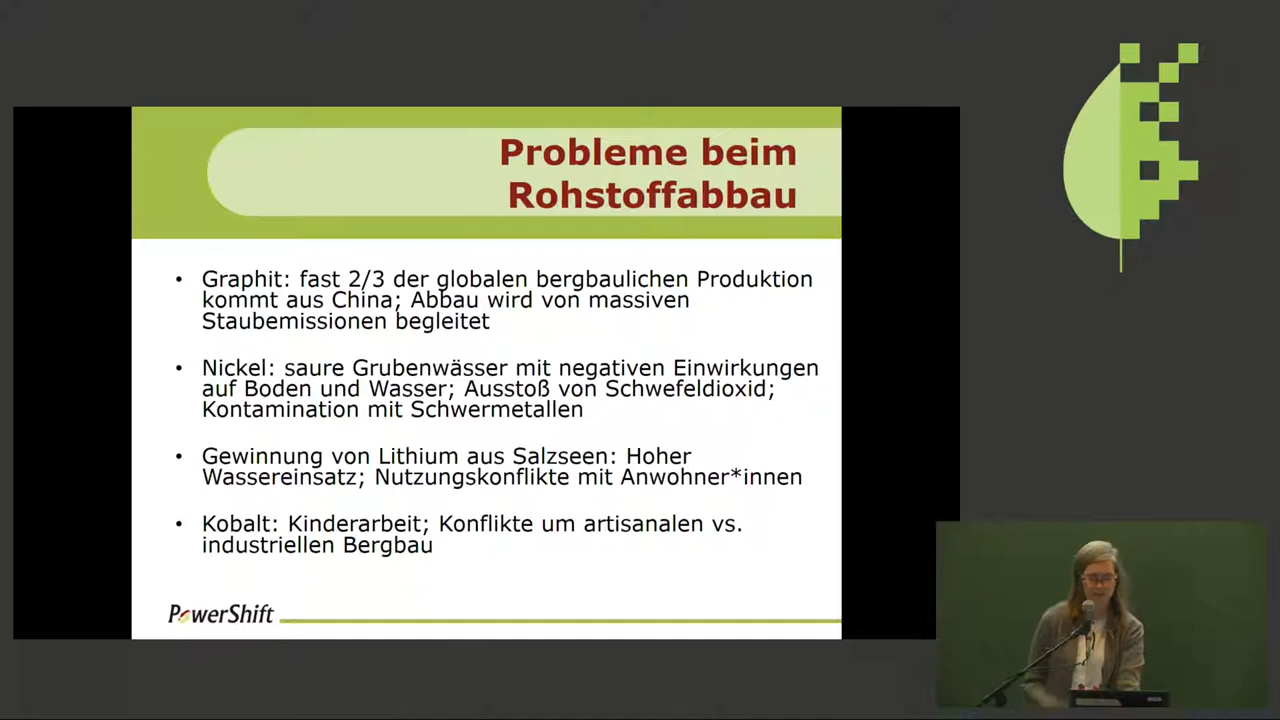 Probleme beim
Rohstoffabbau
• Graphit: fast 2/3 der globalen bergbaulichen Produktion
kommt aus China; Abbau wird von massiven
Staubemissionen begleitet
• Nickel: saure Grubenwässer mit negativen Einwirkungen
auf Boden und Wasser; Ausstoß von Schwefeldioxid;
Kontamination mit Schwermetallen
• Gewinnung von Lithium aus Salzseen: Hoher
Wassereinsatz; Nutzungskonflikte mit Anwohner*innen
• Kobalt: Kinderarbeit; Konflikte um artisanalen vs.
industriellen Bergbau
PowerShift